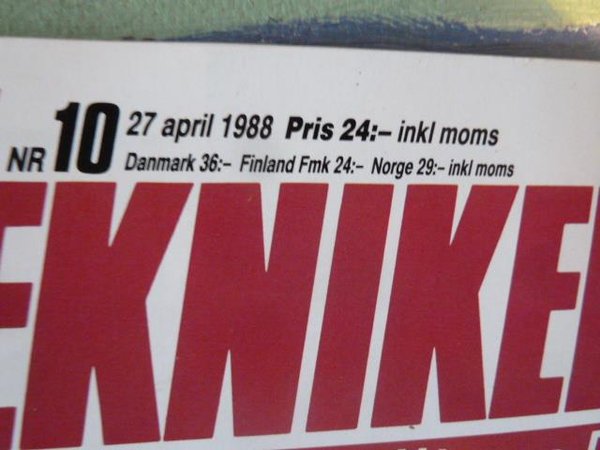 NR 10 27 april 1988 Pris 24:– inkl moms
Danmark 36:– Finland Fmk 24:– Norge 29:– inkl moms
EKNIKE